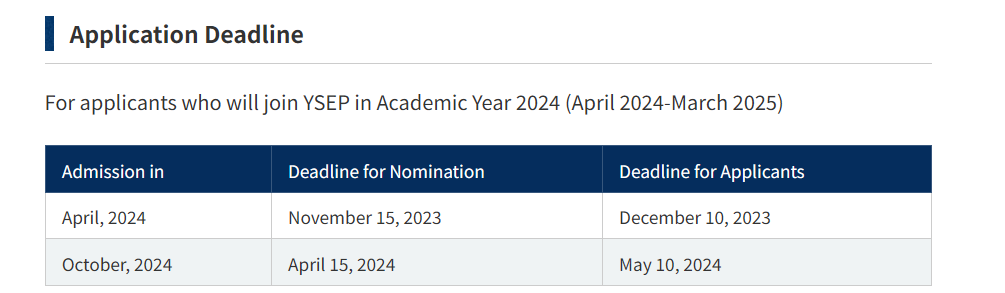 Application Deadline
For applicants who will join YSEP in Academic Year 2024 (April 2024-March 2025)
Admission in Deadline for Nomination Deadline for Applicants
April, 2024 November 15, 2023 December 10, 2023
October, 2024 April 15, 2024 May 10, 2024